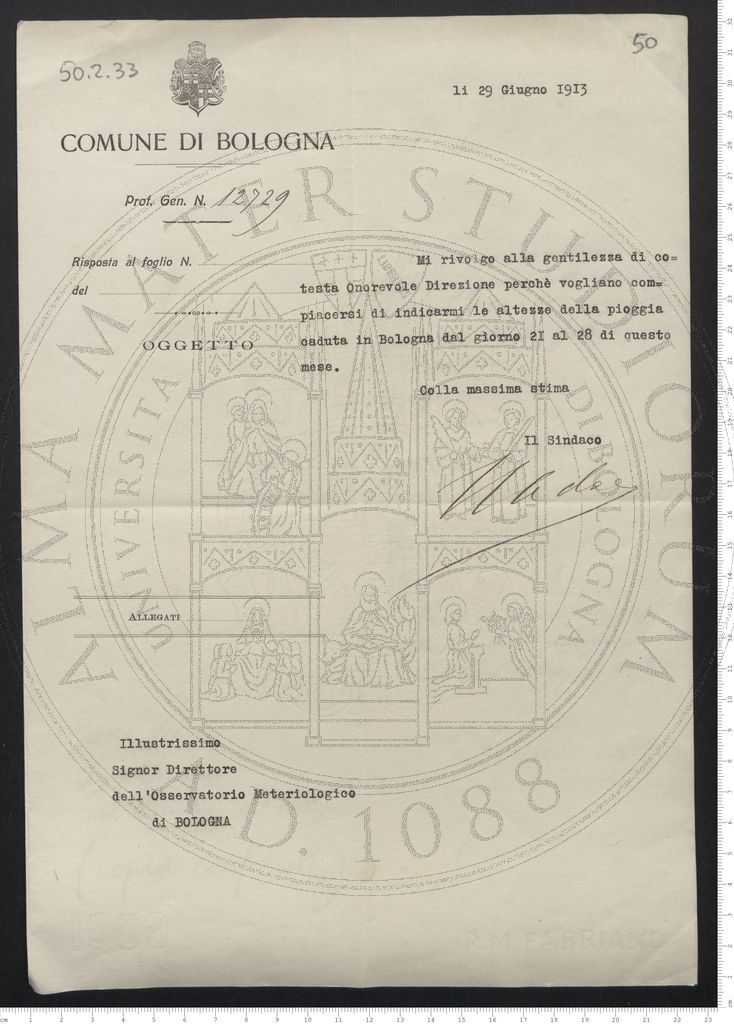 50.2.33
50
li 29 Giugno 1913
COMUNE DI BOLOGNA
Prot. Gen. N. 12729
Risposta al foglio N.
del
OGGETTO
Mi rivolgo alla gentilezza di co=
testa Onorevole Direzione perchè vogliano com=
piacersi di indicarmi le altezze della pioggia
caduta in Bologna dal giorno 21 al 28 di questo
mese.
Colla massima stima
Il Sindaco
ALLEGATI
Illustrissimo
Signor Direttore
dell'Osservatorio Meteriologico
di BOLOGNA
ALMA MATER STUDIORUM
UNIVERSITA DI BOLOGNA
A.D. 1088
1908
P.M. FABRIANO